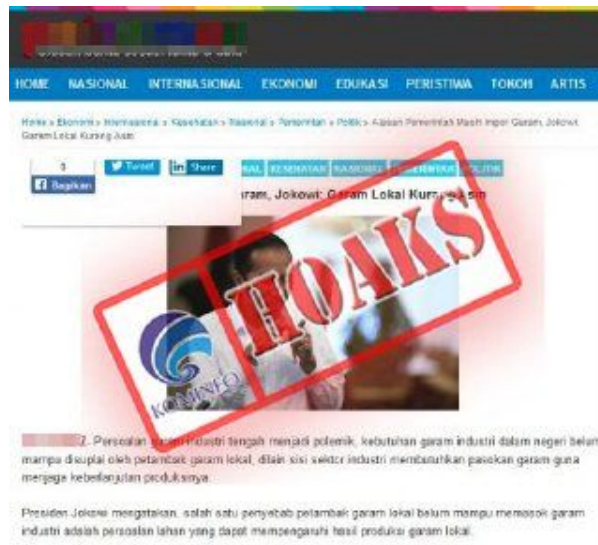 HOME NASIONAL INTERNASIONAL EKONOMI EDUKASI PERISTIWA TOKOH ARTIS
Home » Ekonomi » Internasional » Kesehatan » Nasional » Pemerintah » Politik » Alasan Pemerintah Masih Impor Garam, Jokowi:
Garam Lokal Kurang Asin
3 Tweet in Share KESEHATAN NASIONAL PEMERINTAH POLITIK
f Bagikan
Jokowi: Garam Lokal Kurang Asin
HOAKS
KOMINFO
- Persoalan garam industri tengah menjadi polemik, kebutuhan garam industri dalam negeri belum
mampu disuplai oleh petambak garam lokal, dilain sisi sektor industri membutuhkan pasokan garam guna
menjaga keberlanjutan produksinya.
Presiden Jokowi mengatakan, salah satu penyebab petambak garam lokal belum mampu memasok garam
industri adalah persoalan lahan yang dapat mempengaruhi hasil produksi garam lokal.